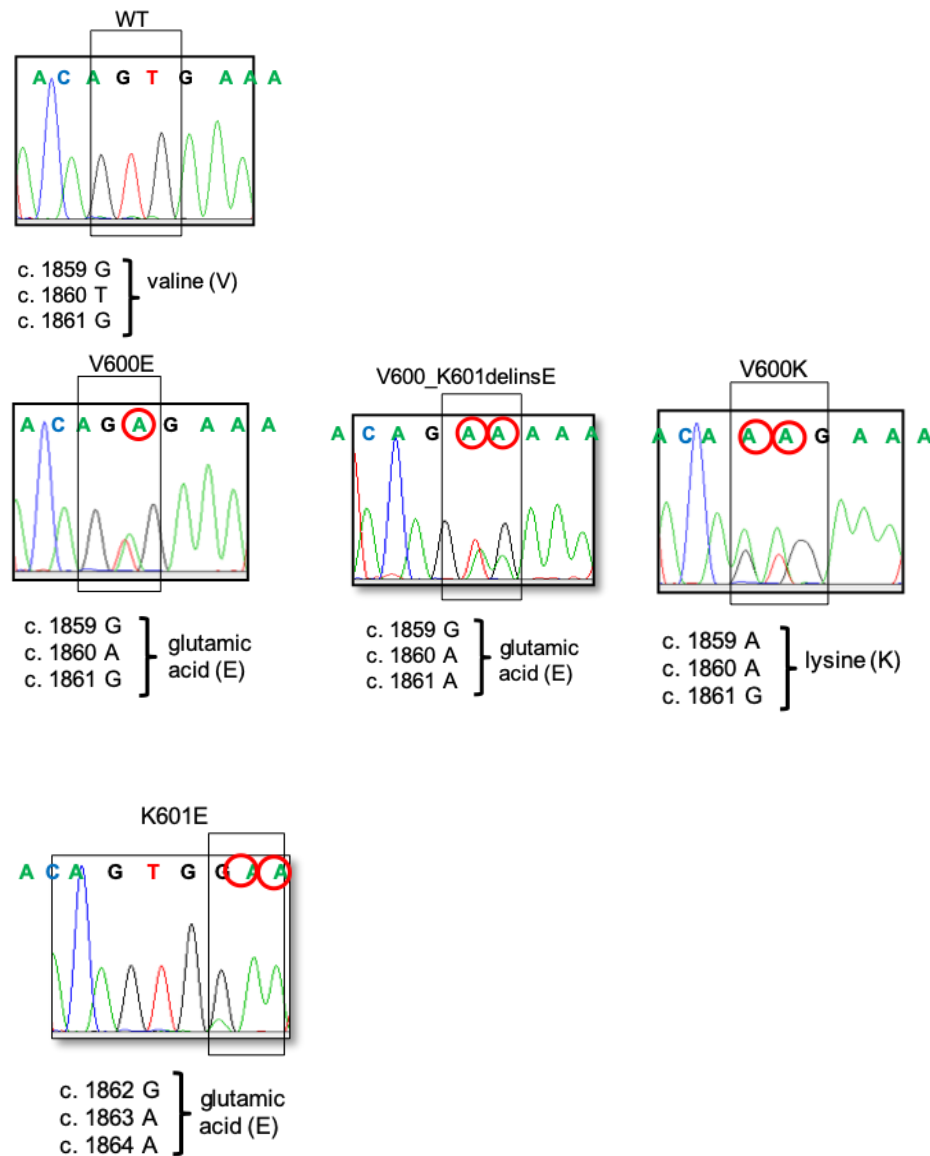 WT
A C A G T G A A A
c. 1859 G
c. 1860 T
c. 1861 G
valine (V)
V600E
A C A G A G A A A
c. 1859 G
c. 1860 A
c. 1861 G
glutamic
acid (E)
V600_K601delinsE
A C A G A A A A A
c. 1859 G
c. 1860 A
c. 1861 A
glutamic
acid (E)
V600K
A C A A A G A A A
c. 1859 A
c. 1860 A
c. 1861 G
lysine (K)
K601E
A C A G T G G A A
c. 1862 G
c. 1863 A
c. 1864 A
glutamic
acid (E)